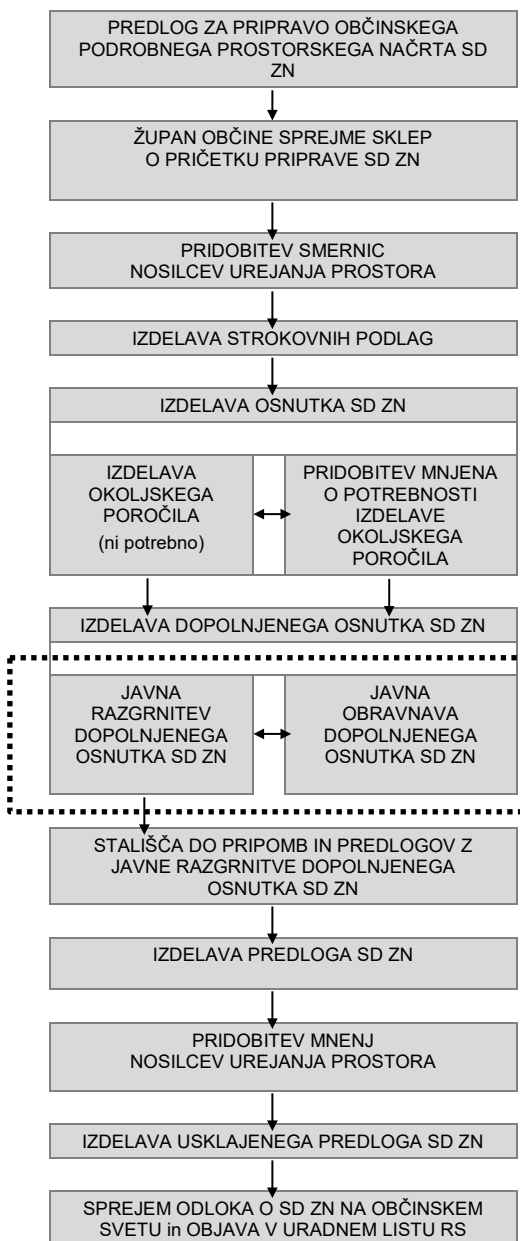 PREDLOG ZA PRIPRAVO OBČINSKEGA
PODROBNEGA PROSTORSKEGA NAČRTA SD
ZN
ŽUPAN OBČINE SPREJME SKLEP
O PRIČETKU PRIPRAVE SD ZN
PRIDOBITEV SMERNIC
NOSILCEV UREJANJA PROSTORA
IZDELAVA STROKOVNIH PODLAG
IZDELAVA OSNUTKA SD ZN
IZDELAVA
OKOLJSKEGA
POROČILA
(ni potrebno)
PRIDOBITEV MNJENA
O POTREBNOSTI
IZDELAVE
OKOLJSKEGA
POROČILA
IZDELAVA DOPOLNJENEGA OSNUTKA SD ZN
JAVNA
RAZGRNITEV
DOPOLNJENEGA
OSNUTKA SD ZN
JAVNA
OBRAVNAVA
DOPOLNJENEGA
OSNUTKA SD ZN
STALIŠČA DO PRIPOMB IN PREDLOGOV Z
JAVNE RAZGRNITVE DOPOLNJENEGA
OSNUTKA SD ZN
IZDELAVA PREDLOGA SD ZN
PRIDOBITEV MNENJ
NOSILCEV UREJANJA PROSTORA
IZDELAVA USKLAJENEGA PREDLOGA SD ZN
SPREJEM ODLOKA O SD ZN NA OBČINSKEM
SVETU in OBJAVA V URADNEM LISTU RS